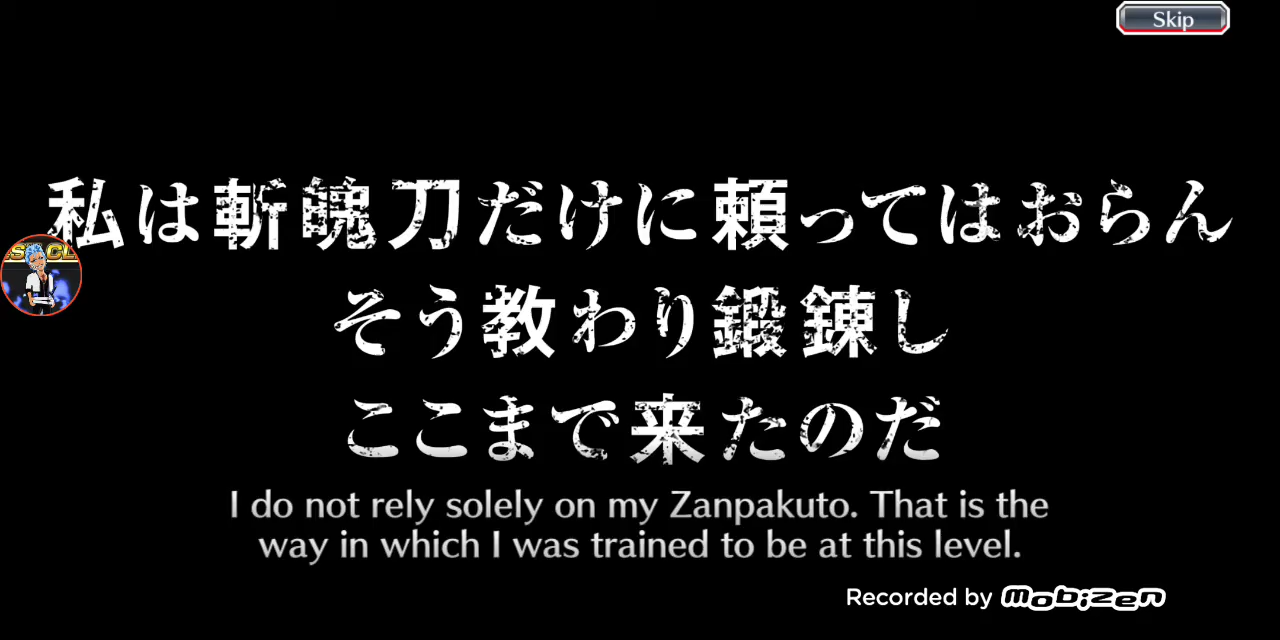 Skip
私は斬魄刀だけに頼ってはおらん
そう教わり鍛錬し
ここまで来たのだ
I do not rely solely on my Zanpakuto. That is the
way in which I was trained to be at this level.
Recorded by mobizen